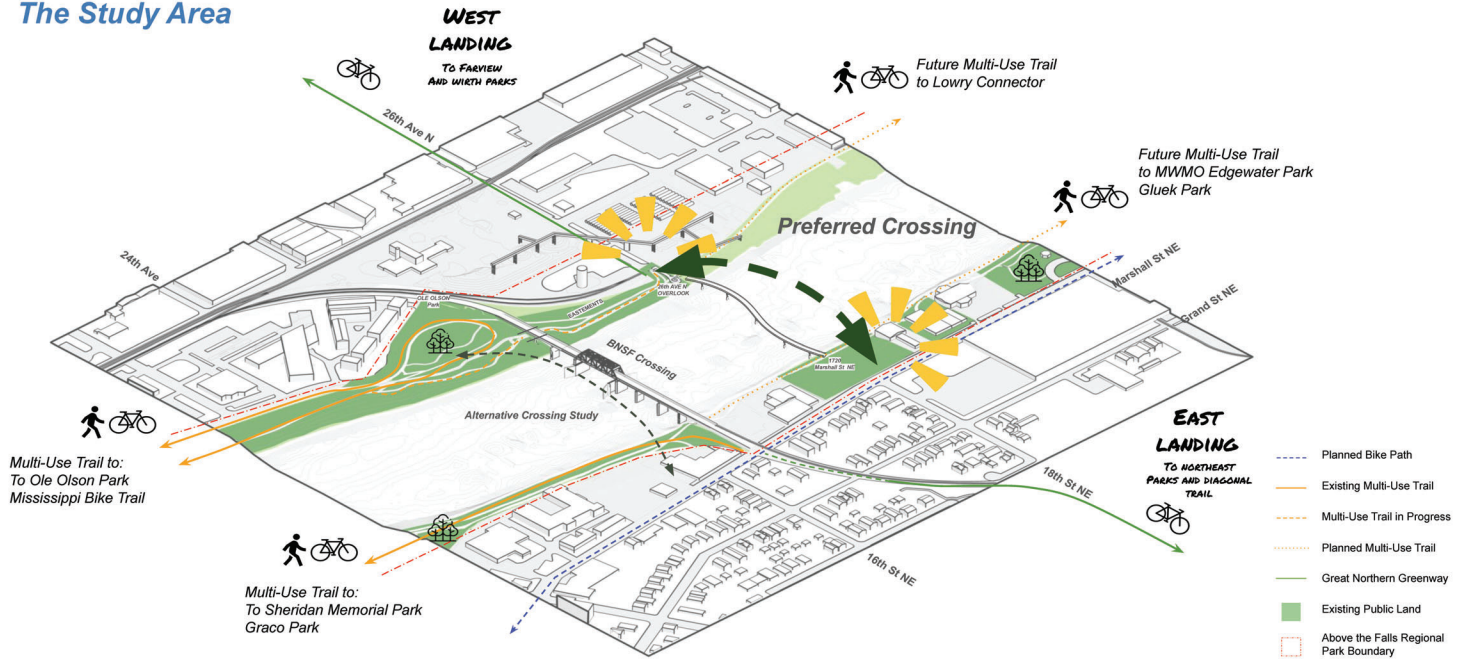 The Study Area
WEST
LANDING
TO FARVIEW
AND WIRTH PARKS
26th Ave N
Future Multi-Use Trail
to Lowry Connector
Future Multi-Use Trail
to MWMO Edgewater Park
Gluek Park
Preferred Crossing
24th Ave
OLE OLSON
Park
EASTEMENTS
26th AVE N
OVERLOOK
Marshall St NE
Grand St NE
BNSF Crossing
1720
Marshall St NE
Alternative Crossing Study
Multi-Use Trail to:
To Ole Olson Park
Mississippi Bike Trail
EAST
LANDING
TO NORTHEAST
PARKS AND DIAGONAL
TRAIL
18th St NE
16th St NE
Multi-Use Trail to:
To Sheridan Memorial Park
Graco Park
Planned Bike Path
Existing Multi-Use Trail
Multi-Use Trail in Progress
Planned Multi-Use Trail
Great Northern Greenway
Existing Public Land
Above the Falls Regional
Park Boundary